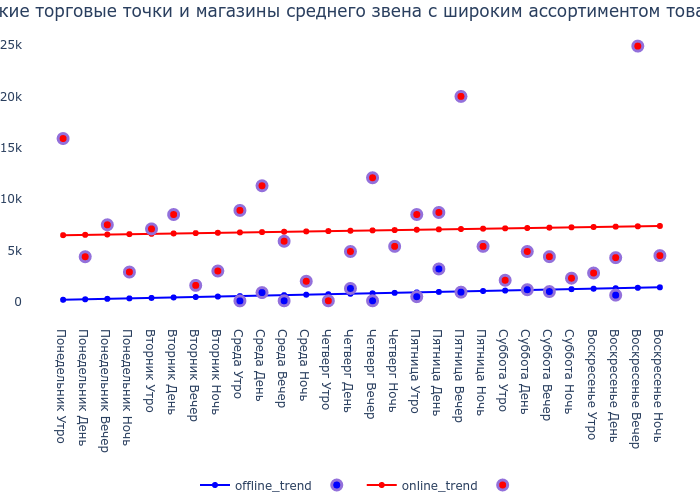 кие торговые точки и магазины среднего звена с широким ассортиментом това
25k
20k
15k
10k
5k
0
Понедельник Утро
Понедельник День
Понедельник Вечер
Понедельник Ночь
Вторник Утро
Вторник День
Вторник Вечер
Вторник Ночь
Среда Утро
Среда День
Среда Вечер
Среда Ночь
Четверг Утро
Четверг День
Четверг Вечер
Четверг Ночь
Пятница Утро
Пятница День
Пятница Вечер
Пятница Ночь
Суббота Утро
Суббота День
Суббота Вечер
Суббота Ночь
Воскресенье Утро
Воскресенье День
Воскресенье Вечер
Воскресенье Ночь
offline_trend online_trend